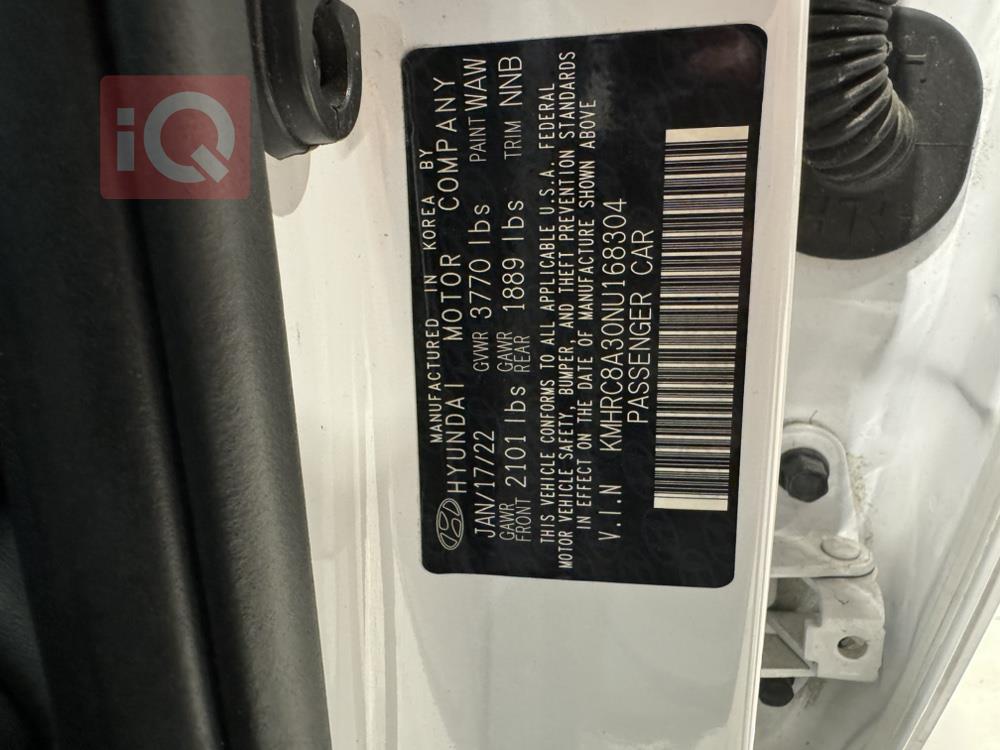 iQ
MANUFACTURED IN KOREA BY
HYUNDAI MOTOR COMPANY
JAN/17/22 GVWR 3770 lbs PAINT WAW
GAWR FRONT 2101 lbs GAWR REAR 1889 lbs TRIM NNB
THIS VEHICLE CONFORMS TO ALL APPLICABLE U.S.A. FEDERAL
MOTOR VEHICLE SAFETY, BUMPER, AND THEFT PREVENTION STANDARDS
IN EFFECT ON THE DATE OF MANUFACTURE SHOWN ABOVE
V.I.N KMHRC8A30NU168304
PASSENGER CAR